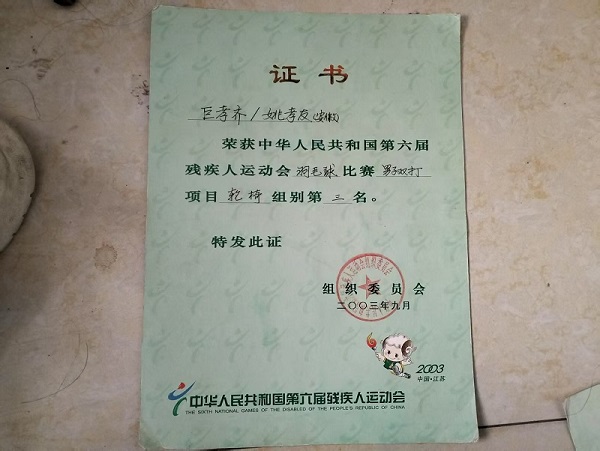 证书
巨孝齐/姚孝友(安徽)
荣获中华人民共和国第六届
残疾人运动会羽毛球比赛男子双打
项目乾椅组别第三名。
特发此证
组织委员会
二〇〇三年九月
2003
中国·江苏
中华人民共和国第六届残疾人运动会
THE SIXTH NATIONAL GAMES OF THE DISABLED OF THE PEOPLE'S REPUBLIC OF CHINA